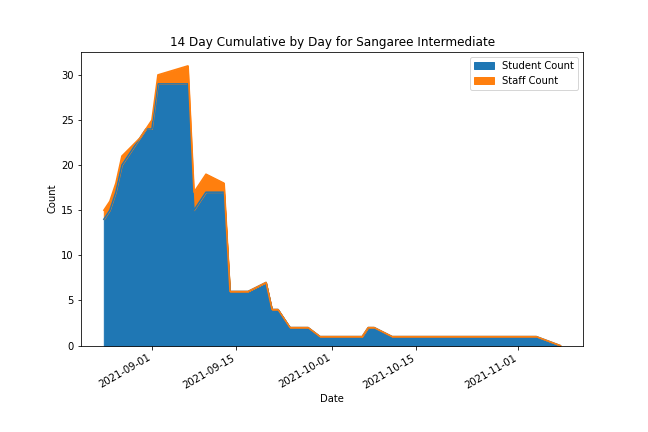 14 Day Cumulative by Day for Sangaree Intermediate
Student Count
Staff Count
30
25
20
15
10
5
0
Count
2021-09-01
2021-09-15
2021-10-01
2021-10-15
2021-11-01
Date